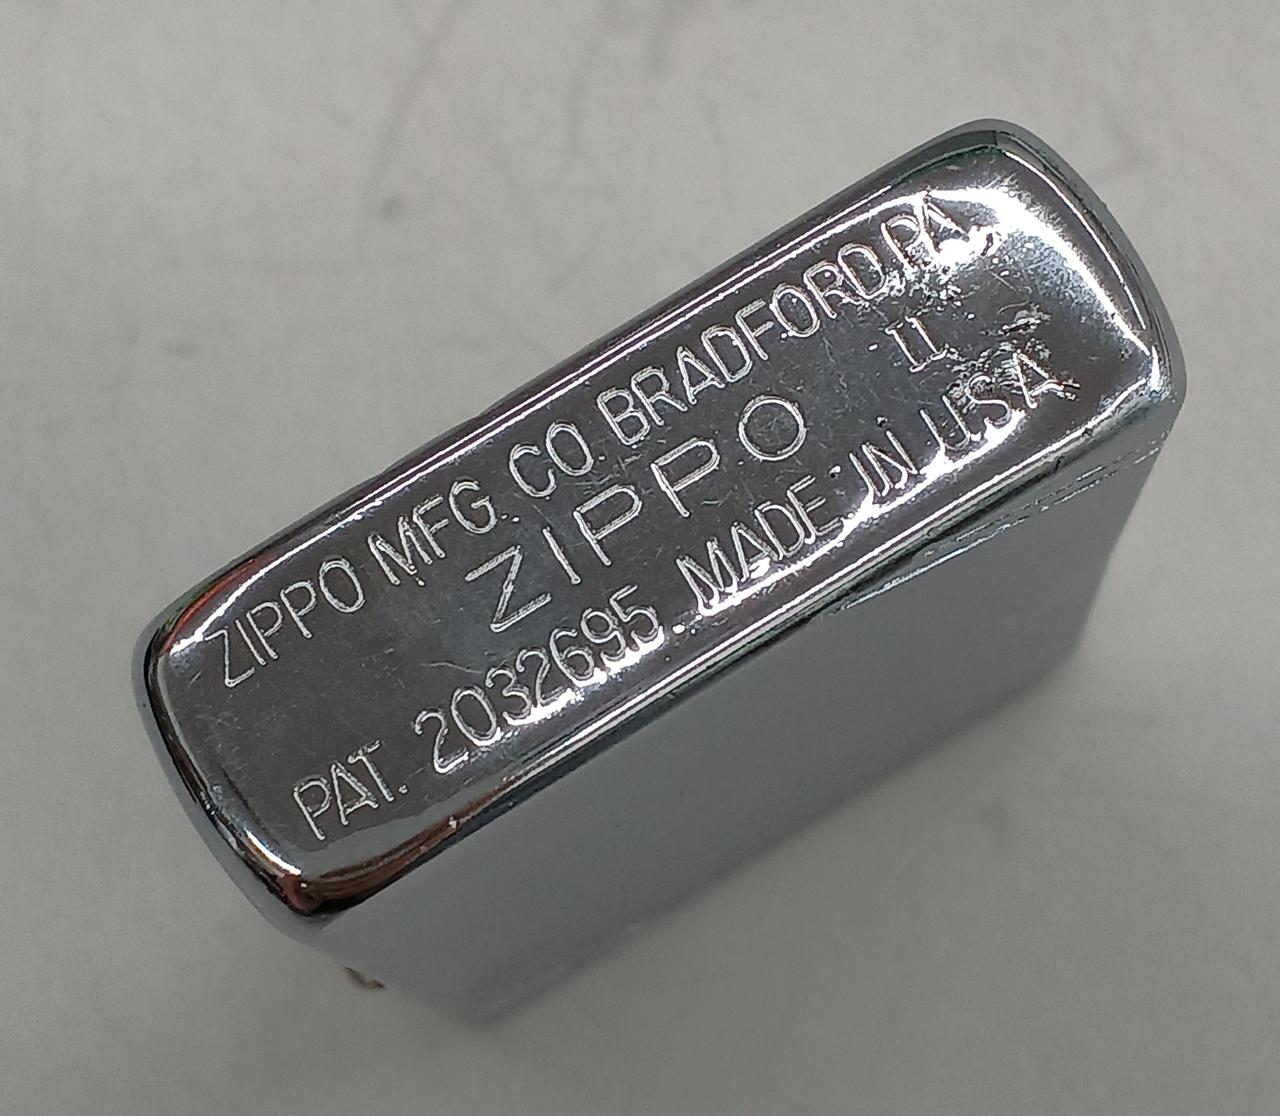 ZIPPO MFG. CO. BRADFORD, PA.
ZIPPO II
PAT. 2032695 . MADE IN U.S.A.